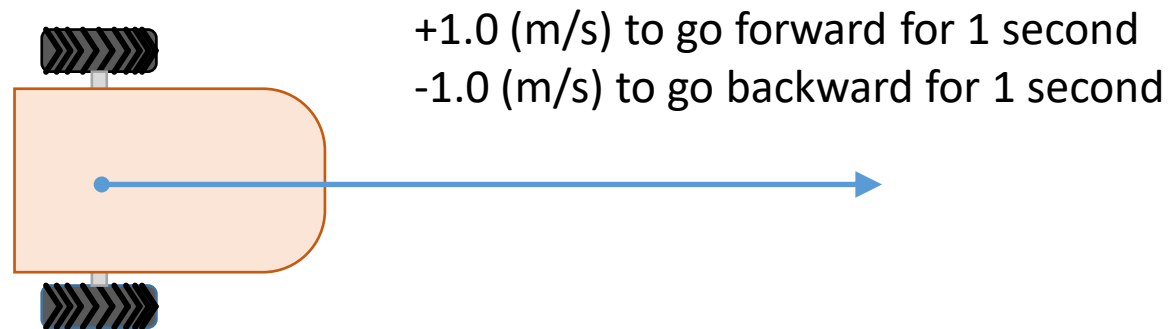 +1.0 (m/s) to go forward for 1 second
-1.0 (m/s) to go backward for 1 second